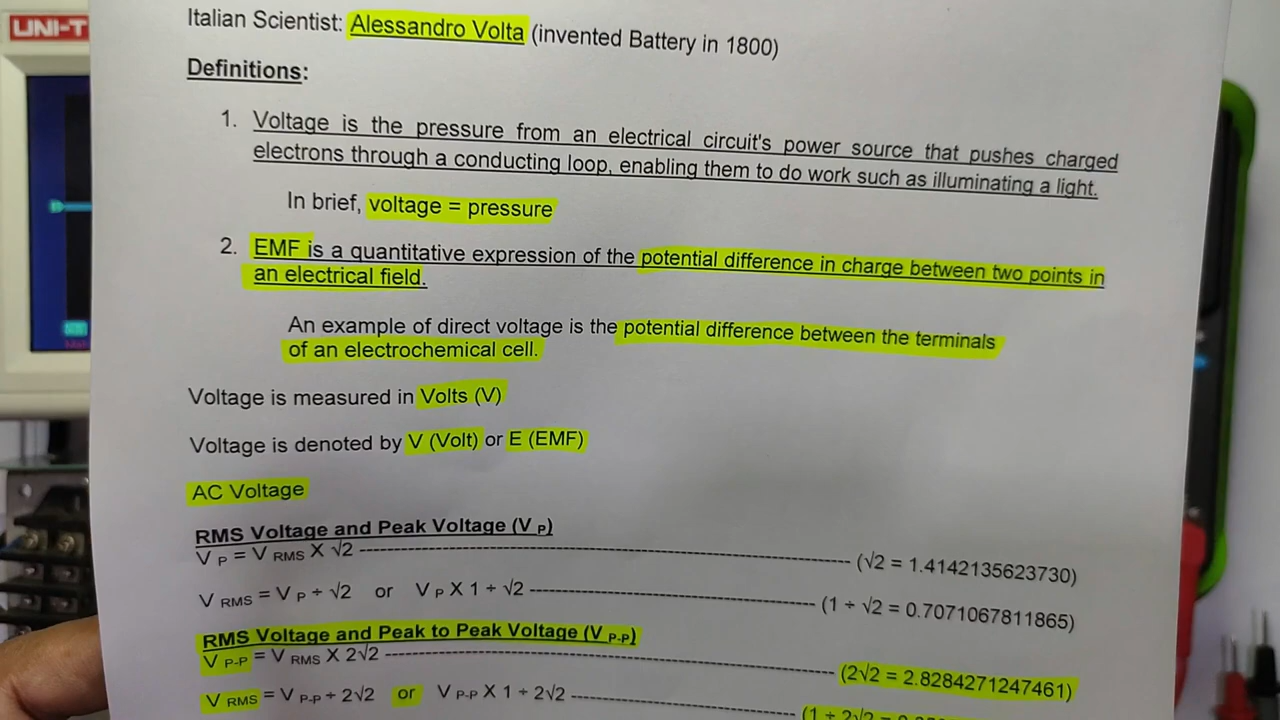 UNI-T
Italian Scientist: Alessandro Volta (invented Battery in 1800)
Definitions:
1. Voltage is the pressure from an electrical circuit's power source that pushes charged
electrons through a conducting loop, enabling them to do work such as illuminating a light.
In brief, voltage = pressure
2. EMF is a quantitative expression of the potential difference in charge between two points in
an electrical field.
An example of direct voltage is the potential difference between the terminals
of an electrochemical cell.
Voltage is measured in Volts (V)
Voltage is denoted by V (Volt) or E (EMF)
AC Voltage
RMS Voltage and Peak Voltage (V P)
V P = V RMS X √2 ---------- (√2 = 1.4142135623730)
V RMS = V P ÷ √2 or V P X 1 ÷ √2 ---------- (1 ÷ √2 = 0.7071067811865)
RMS Voltage and Peak to Peak Voltage (V P-P)
V P-P = V RMS X 2√2 ---------- (2√2 = 2.8284271247461)
V RMS = V P-P ÷ 2√2 or V P-P X 1 ÷ 2√2 ---------- (1 ÷ 2√2 =